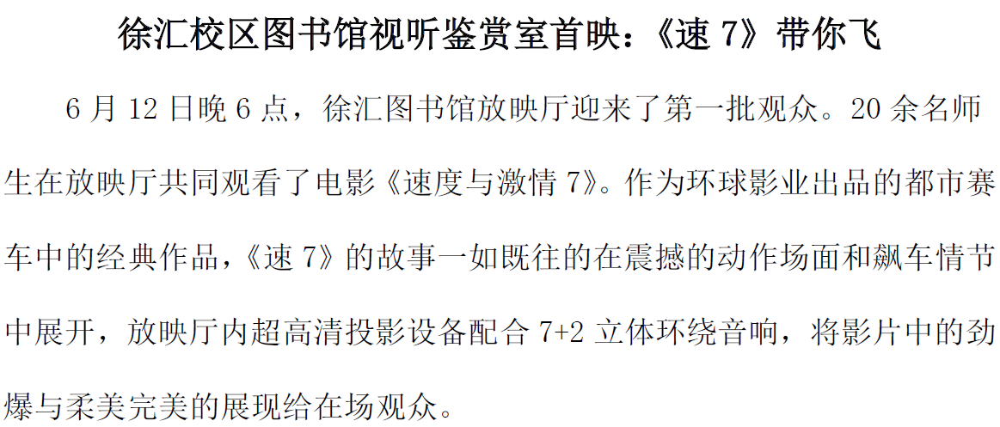 徐汇校区图书馆视听鉴赏室首映：《速 7》带你飞
6 月 12 日晚 6 点，徐汇图书馆放映厅迎来了第一批观众。20 余名师
生在放映厅共同观看了电影《速度与激情 7》。作为环球影业出品的都市赛
车中的经典作品，《速 7》的故事一如既往的在震撼的动作场面和飙车情节
中展开，放映厅内超高清投影设备配合 7+2 立体环绕音响，将影片中的劲
爆与柔美完美的展现给在场观众。